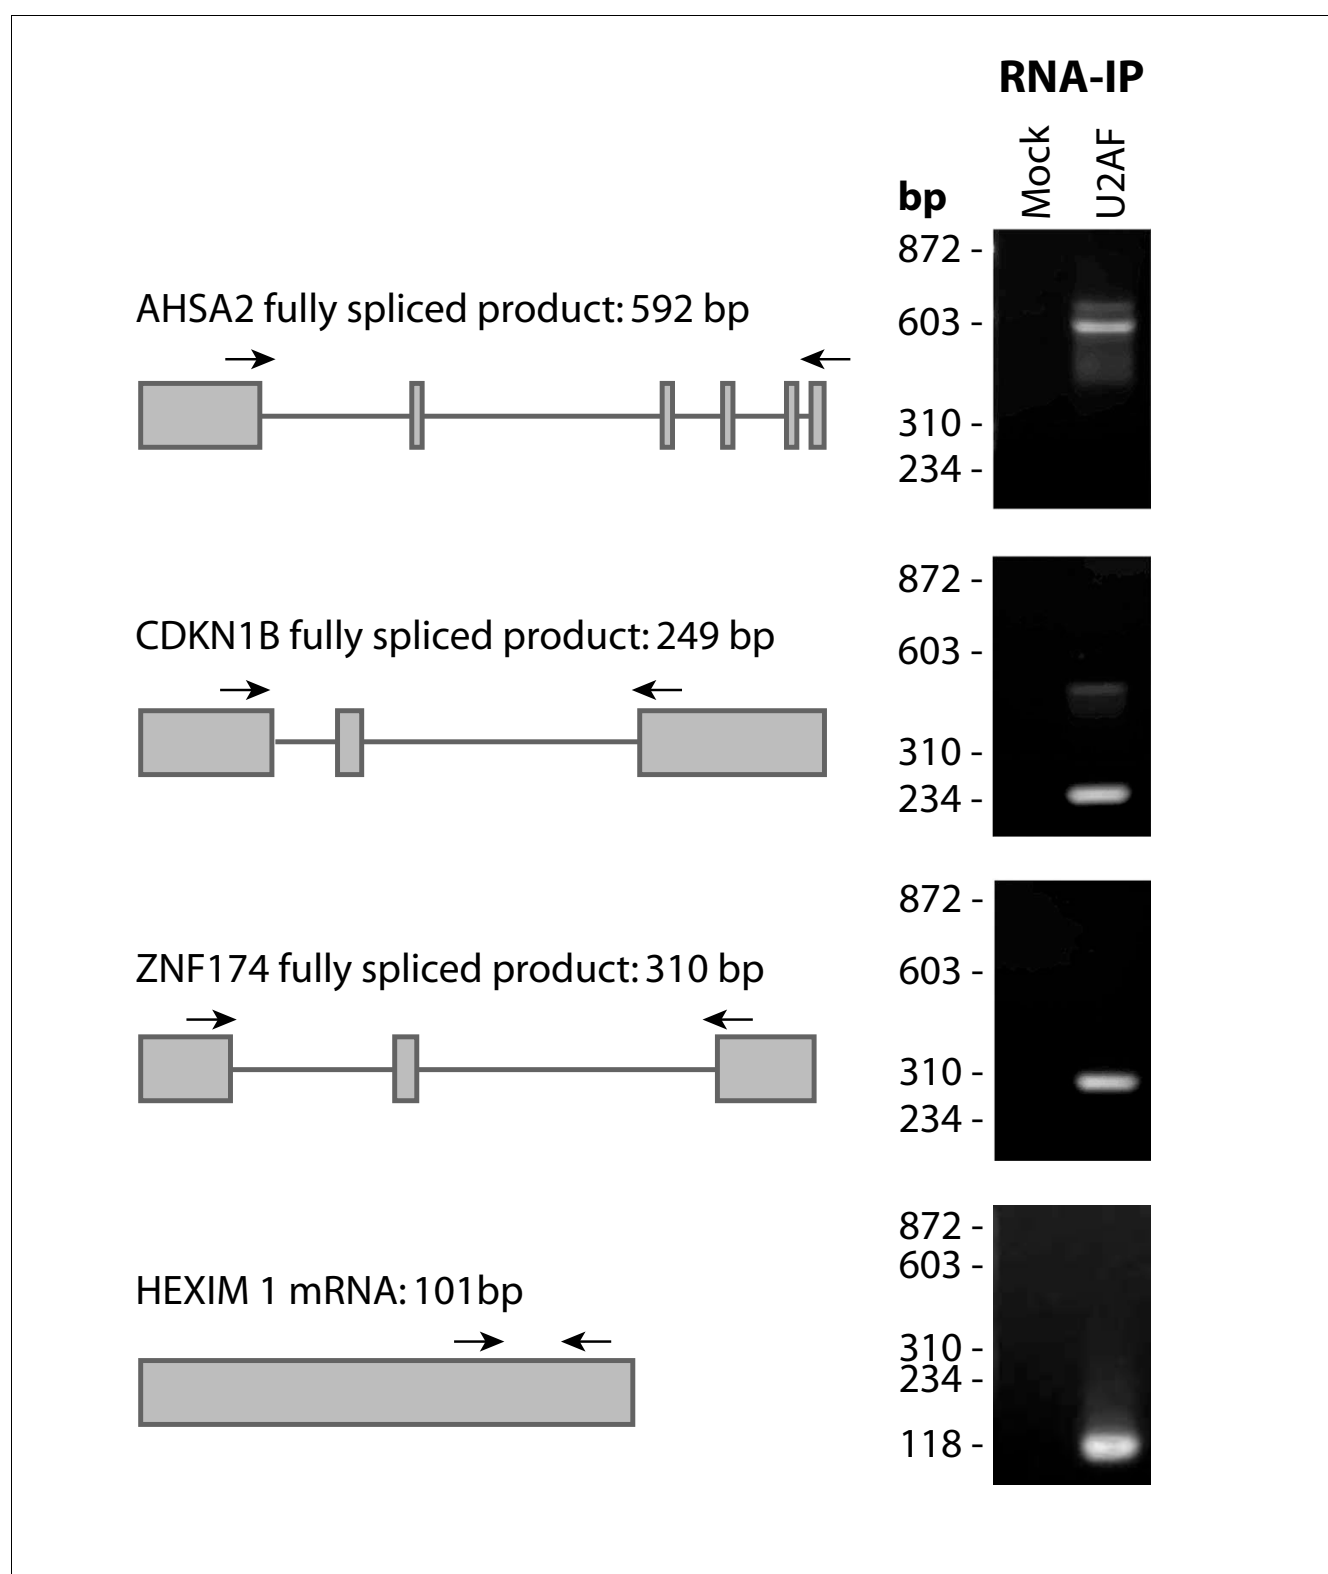 RNA-IP
Mock
U2AF
bp
872 -
AHSA2 fully spliced product: 592 bp
603 -
310 -
234 -
872 -
CDKN1B fully spliced product: 249 bp
603 -
310 -
234 -
872 -
ZNF174 fully spliced product: 310 bp
603 -
310 -
234 -
872 -
603 -
HEXIM 1 mRNA: 101bp
310 -
234 -
118 -